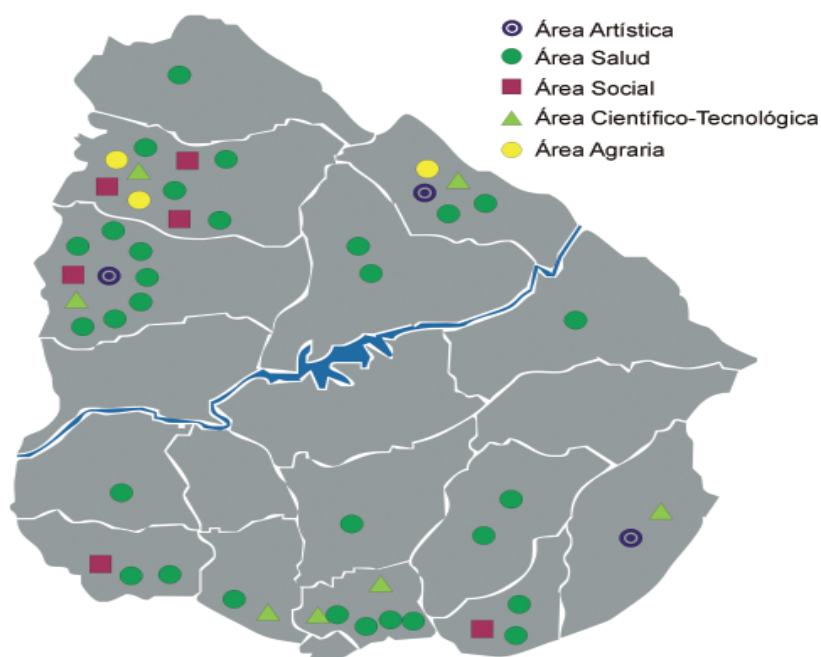 Área Artística
Área Salud
Área Social
Área Científico-Tecnológica
Área Agraria